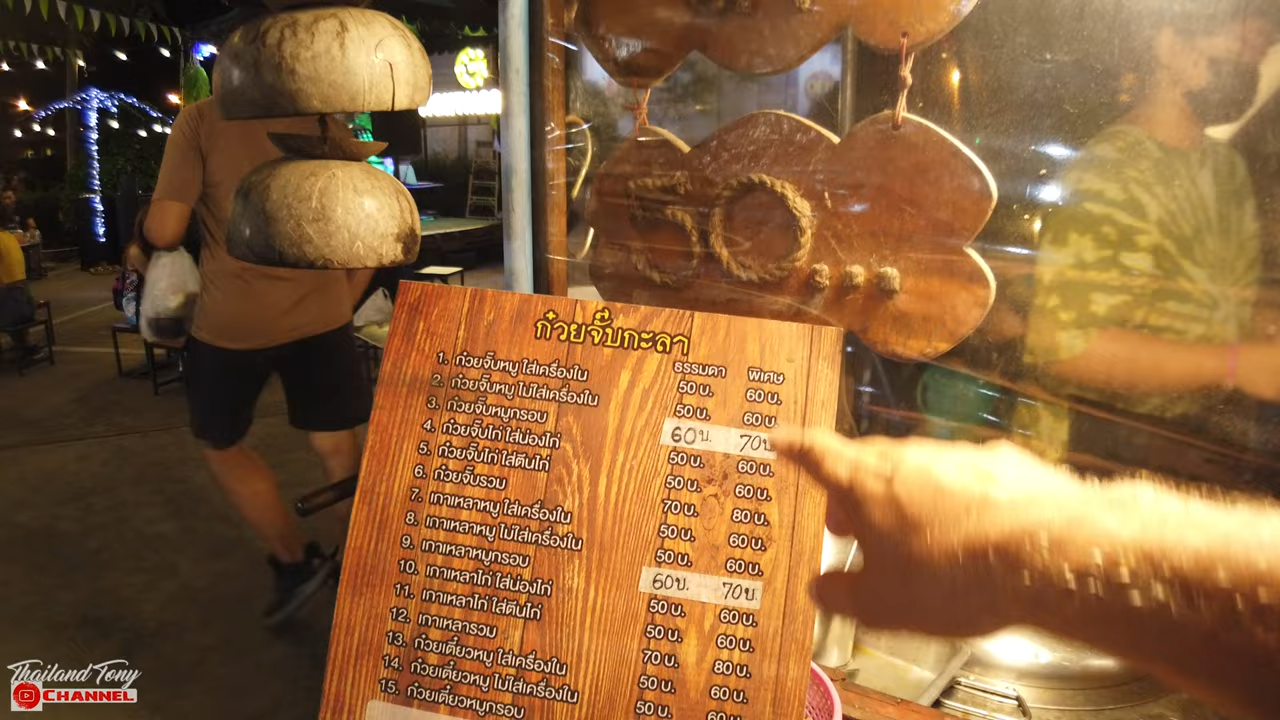 50...
ก๋วยจั๊บกะลา
ธรรมดา พิเศษ
1. ก๋วยจั๊บหมู ใส่เครื่องใน 50 บ. 60 บ.
2. ก๋วยจั๊บหมู ไม่ใส่เครื่องใน 50 บ. 60 บ.
3. ก๋วยจั๊บหมูกรอบ 60บ. 70บ.
4. ก๋วยจั๊บไก่ ใส่น่องไก่ 50 บ. 60 บ.
5. ก๋วยจั๊บไก่ ใส่ตีนไก่ 50 บ. 60 บ.
6. ก๋วยจั๊บรวม 70 บ. 80 บ.
7. เกาเหลาหมู ใส่เครื่องใน 50 บ. 60 บ.
8. เกาเหลาหมู ไม่ใส่เครื่องใน 50 บ. 60 บ.
9. เกาเหลาหมูกรอบ 60บ. 70บ.
10. เกาเหลาไก่ ใส่น่องไก่ 50 บ. 60 บ.
11. เกาเหลาไก่ ใส่ตีนไก่ 50 บ. 60 บ.
12. เกาเหลารวม 70 บ. 80 บ.
13. ก๋วยเตี๋ยวหมู ใส่เครื่องใน 50 บ. 60 บ.
14. ก๋วยเตี๋ยวหมู ไม่ใส่เครื่องใน 50 บ. 60 บ.
15. ก๋วยเตี๋ยวหมูกรอบ
Thailand Tony
CHANNEL